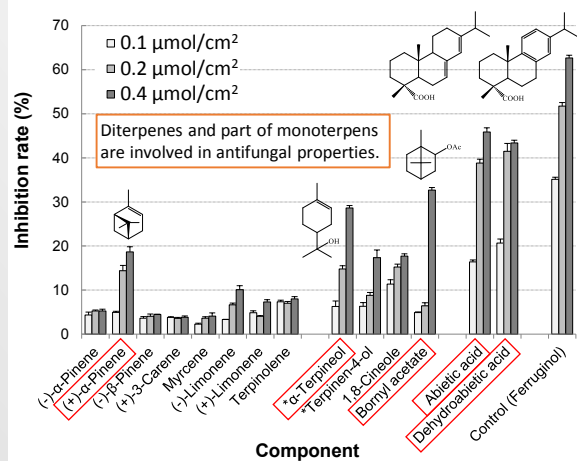 70
60
50
40
30
20
10
0
Inhibition rate (%)
0.1 µmol/cm²
0.2 µmol/cm²
0.4 µmol/cm²
Diterpenes and part of monoterpens
are involved in antifungal properties.
OH
OAc
COOH
COOH
(-)-α-Pinene
(+)-α-Pinene
(-)-β-Pinene
(+)-3-Carene
Myrcene
(-)-Limonene
(+)-Limonene
Terpinolene
*α-Terpineol
*Terpinen-4-ol
1,8-Cineole
Bornyl acetate
Abietic acid
Dehydroabietic acid
Control (Ferruginol)
Component